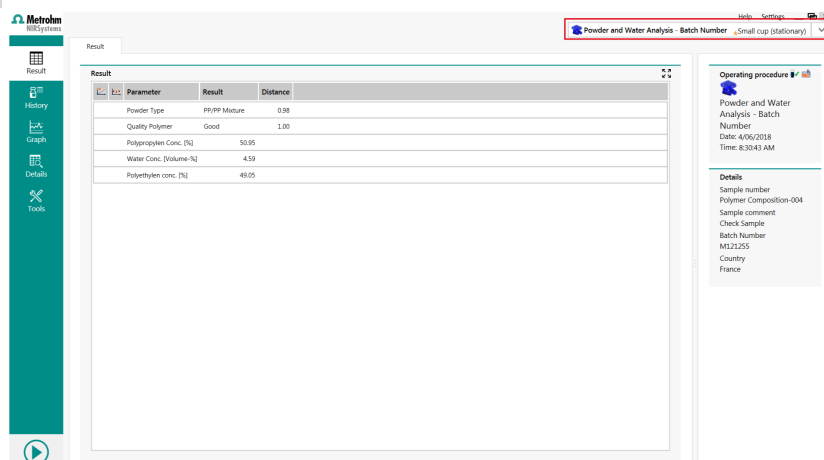 Metrohm
NIRSystems
Help Settings
Powder and Water Analysis - Batch Number Small cup (stationary)
Result
Result
History
Graph
Details
Tools
Result
Parameter Result Distance
Powder Type PP/PP Mixture 0.98
Quality Polymer Good 1.00
Polypropylen Conc. [%] 50.95
Water Conc. [Volume-%] 4.59
Polyethylen conc. [%] 49.05
Operating procedure
Powder and Water
Analysis - Batch
Number
Date: 4/06/2018
Time: 8:30:43 AM
Details
Sample number
Polymer Composition-004
Sample comment
Check Sample
Batch Number
M121255
Country
France